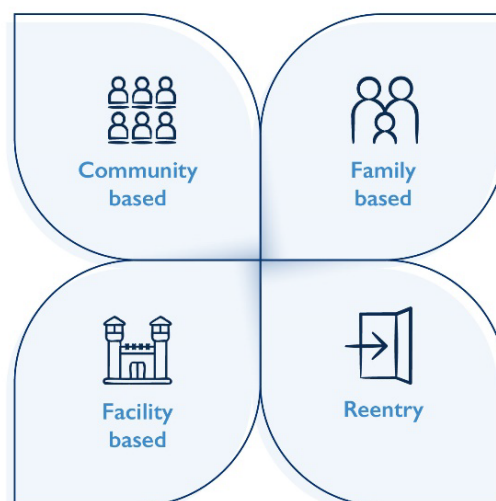 Community
based
Family
based
Facility
based
Reentry